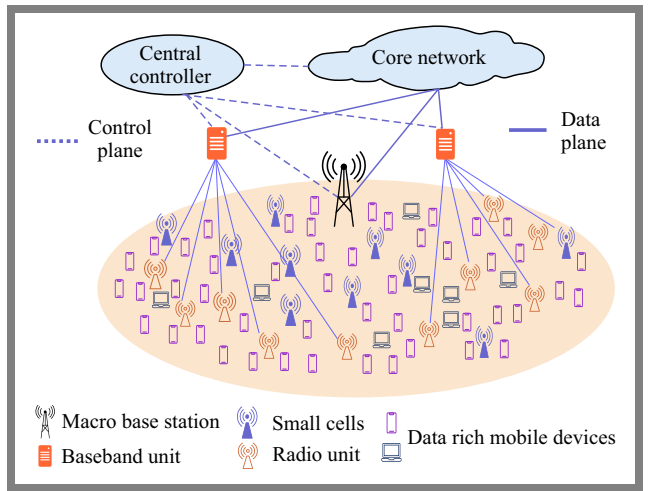 Central
controller
Core network
Control
plane
Data
plane
Macro base station
Small cells
Data rich mobile devices
Baseband unit
Radio unit